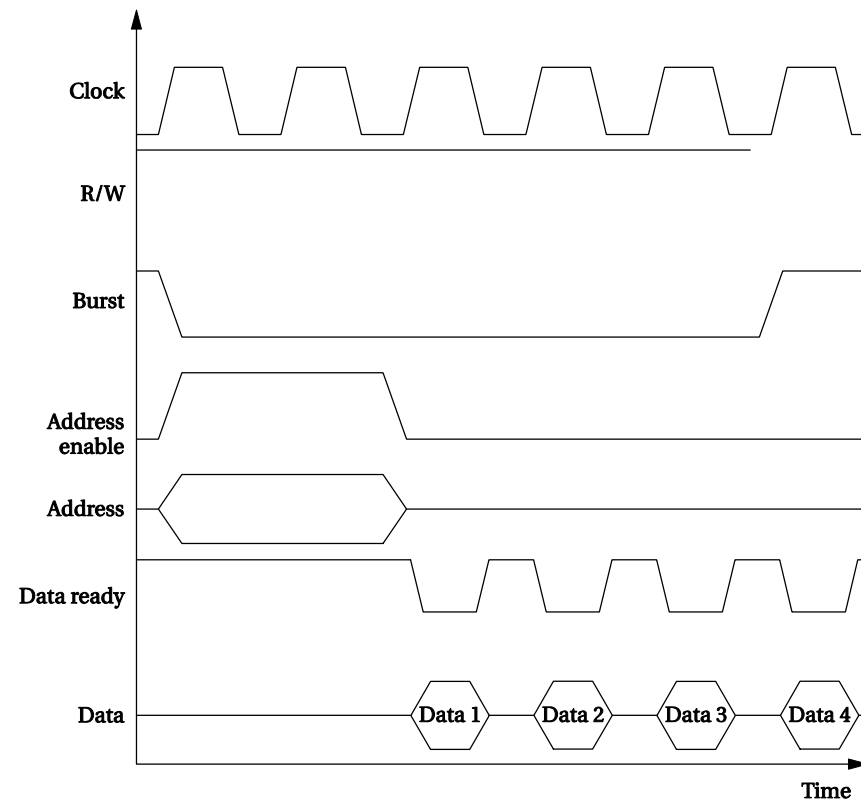 Clock
R/W
Burst
Address
enable
Address
Data ready
Data
Data 1
Data 2
Data 3
Data 4
Time